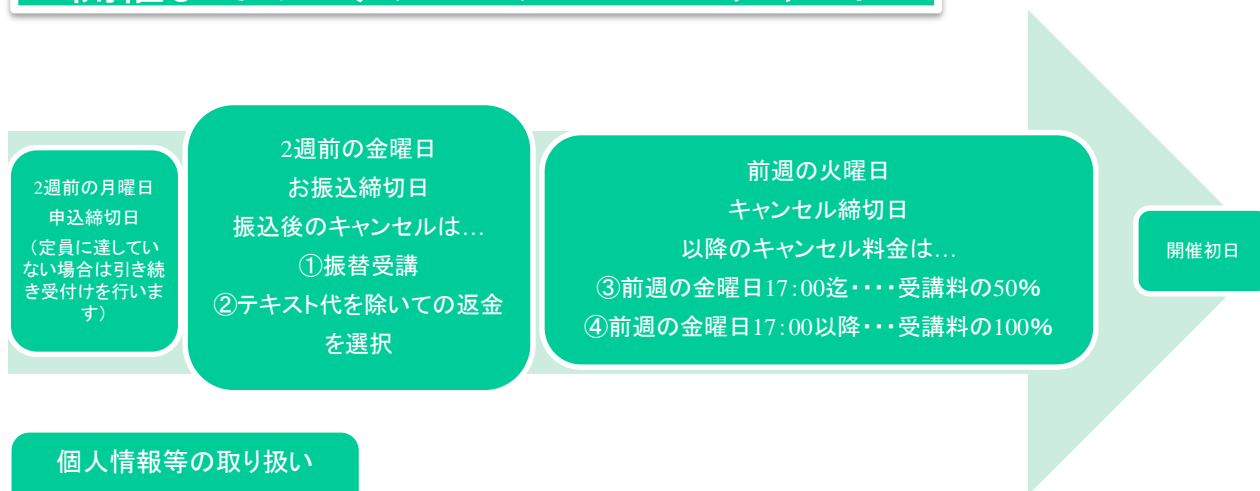 2週前の月曜日
申込締切日
（定員に達してい
ない場合は引き続
き受付けを行いま
す）
2週前の金曜日
お振込締切日
振込後のキャンセルは…
①振替受講
②テキスト代を除いての返金
を選択
前週の火曜日
キャンセル締切日
以降のキャンセル料金は…
③前週の金曜日17:00迄・・・・受講料の50%
④前週の金曜日17:00以降・・・受講料の100%
開催初日
個人情報等の取り扱い